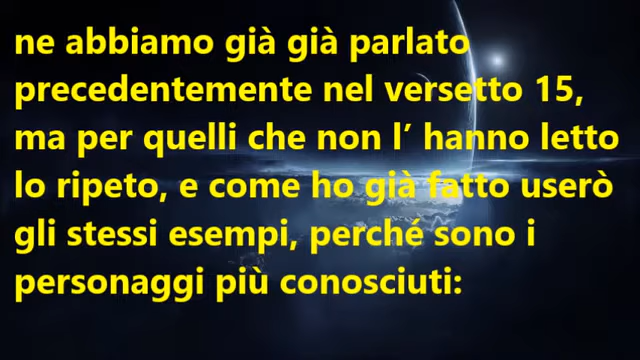 ne abbiamo già già parlato
precedentemente nel versetto 15,
ma per quelli che non l’ hanno letto
lo ripeto, e come ho già fatto userò
gli stessi esempi, perché sono i
personaggi più conosciuti: